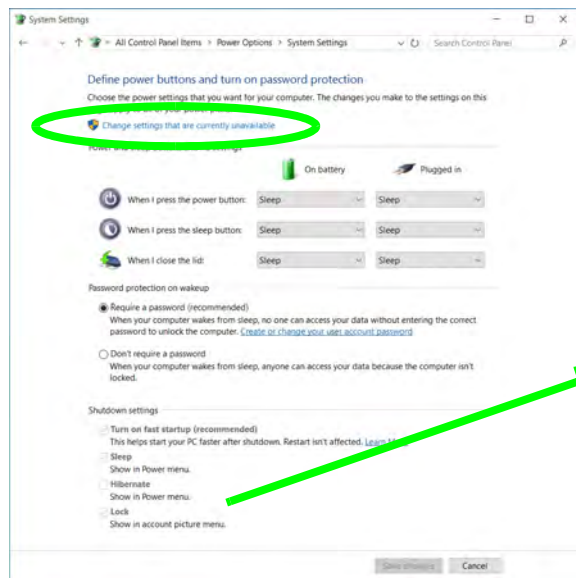 System Settings
All Control Panel Items > Power Options > System Settings
Search Control Panel
Define power buttons and turn on password protection
Choose the power settings that you want for your computer. The changes you make to the settings on this
Change settings that are currently unavailable
On battery
Plugged in
When I press the power button:
Sleep
Sleep
When I press the sleep button:
Sleep
Sleep
When I close the lid:
Sleep
Sleep
Password protection on wakeup
Require a password (recommended)
When your computer wakes from sleep, no one can access your data without entering the correct
password to unlock the computer. Create or change your user account password
Don't require a password
When your computer wakes from sleep, anyone can access your data because the computer isn't
locked.
Shutdown settings
Turn on fast startup (recommended)
This helps start your PC faster after shutdown. Restart isn't affected. Learn
Sleep
Show in Power menu.
Hibernate
Show in Power menu.
Lock
Show in account picture menu.
Save changes
Cancel